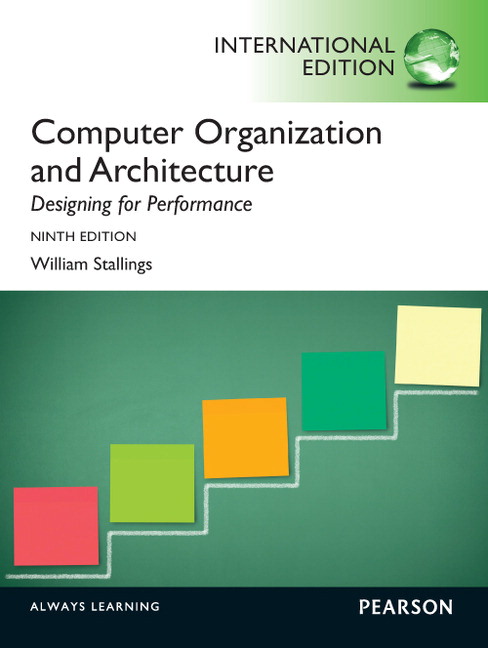 INTERNATIONAL
EDITION
Computer Organization
and Architecture
Designing for Performance
NINTH EDITION
William Stallings
ALWAYS LEARNING
PEARSON